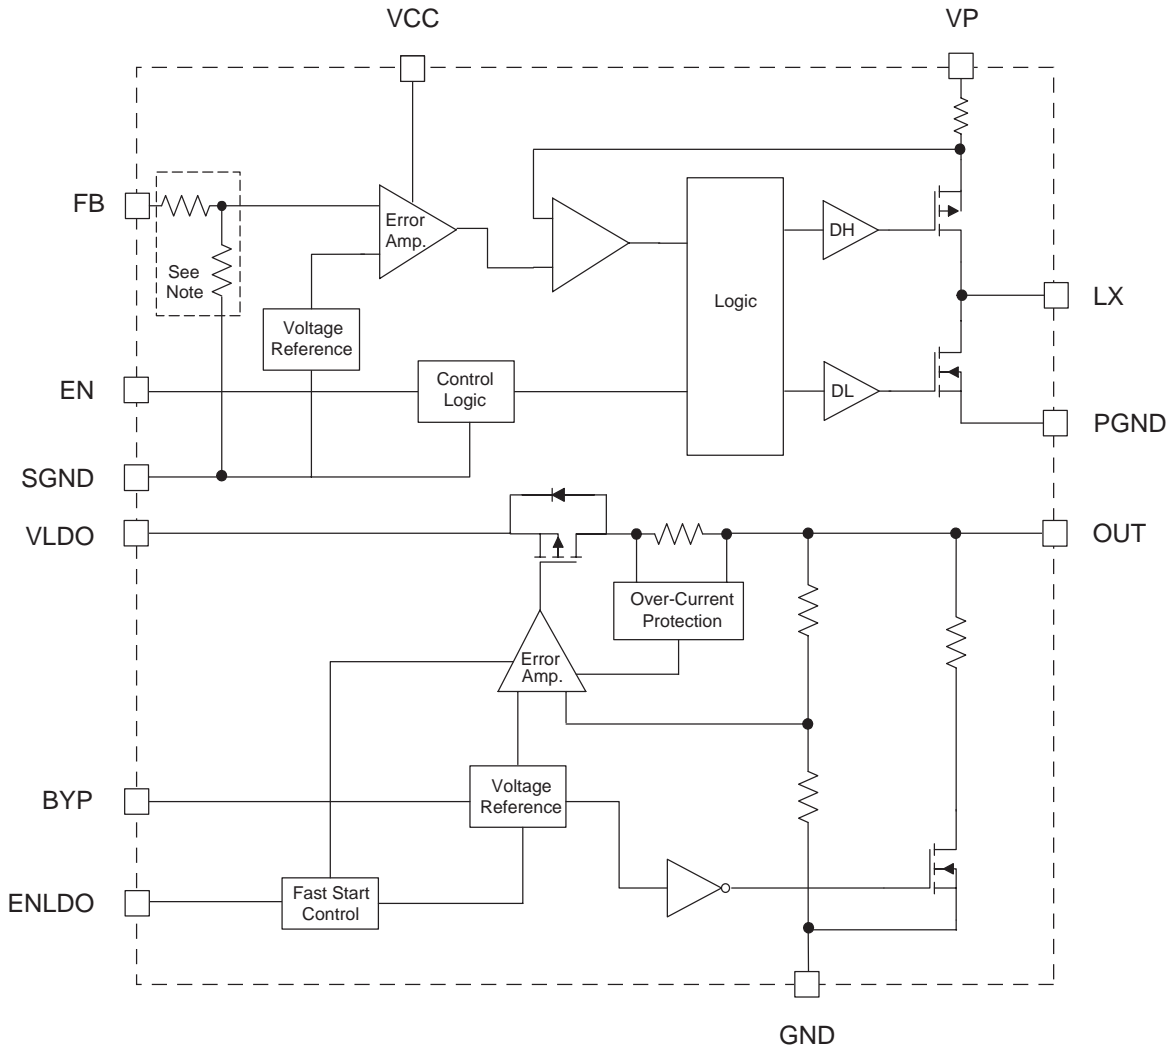 VCC
VP
FB
Error
Amp.
DH
See
Note
Logic
LX
Voltage
Reference
EN
Control
Logic
DL
PGND
SGND
VLDO
OUT
Over-Current
Protection
Error
Amp.
BYP
Voltage
Reference
ENLDO
Fast Start
Control
GND